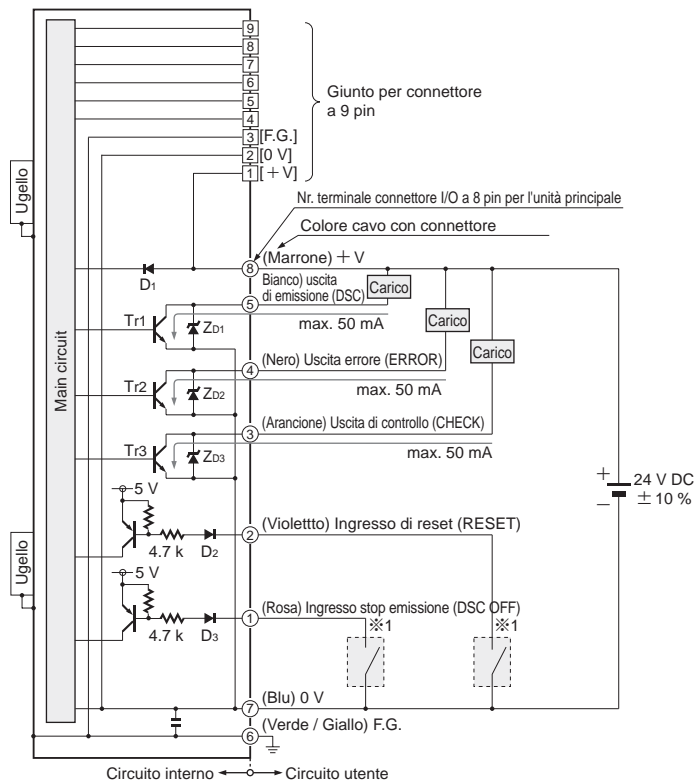 9
8
7
6
5
4
3 [F.G.]
2 [0 V]
1 [+V]
Giunto per connettore
a 9 pin
Ugello
Nr. terminale connettore I/O a 8 pin per l'unità principale
Colore cavo con connettore
8 (Marrone) +V
D1
Bianco) uscita
di emissione (DSC)
5
Carico
max. 50 mA
Tr1
ZD1
Carico
4 (Nero) Uscita errore (ERROR)
max. 50 mA
Tr2
ZD2
Carico
Main circuit
3 (Arancione) Uscita di controllo (CHECK)
max. 50 mA
Tr3
ZD3
+
−
24 V DC
± 10 %
5 V
2 (Violettto) Ingresso di reset (RESET)
4.7 k
D2
Ugello
5 V
1 (Rosa) Ingresso stop emissione (DSC OFF)
4.7 k
D3
※1
※1
7 (Blu) 0 V
6 (Verde / Giallo) F.G.
Circuito interno
Circuito utente